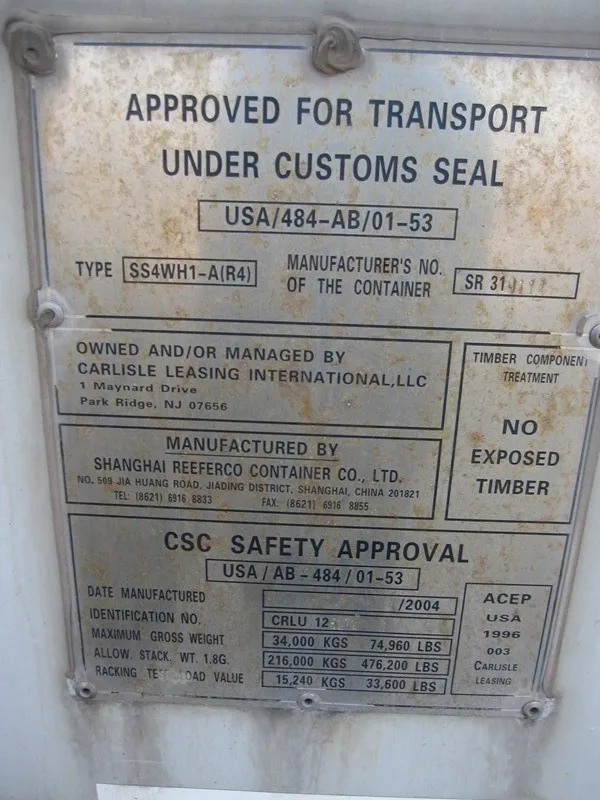 APPROVED FOR TRANSPORT
UNDER CUSTOMS SEAL
USA/484-AB/01-53
TYPE SS4WH1-A(R4) MANUFACTURER'S NO. OF THE CONTAINER SR 31
OWNED AND/OR MANAGED BY
CARLISLE LEASING INTERNATIONAL,LLC
1 Maynard Drive
Park Ridge, NJ 07656
TIMBER COMPONENT
TREATMENT
NO
EXPOSED
TIMBER
MANUFACTURED BY
SHANGHAI REEFERCO CONTAINER CO., LTD.
NO. 509 JIA HUANG ROAD, JIADING DISTRICT, SHANGHAI, CHINA 201821
TEL: (8621) 6916 8833 FAX: (8621) 6916 8855
CSC SAFETY APPROVAL
USA / AB - 484 / 01-53
DATE MANUFACTURED /2004
IDENTIFICATION NO. CRLU 12
MAXIMUM GROSS WEIGHT 34,000 KGS 74,960 LBS
ALLOW. STACK. WT. 1.8G. 216,000 KGS 476,200 LBS
RACKING TEST LOAD VALUE 15,240 KGS 33,600 LBS
ACEP
USA
1996
003
CARLISLE
LEASING